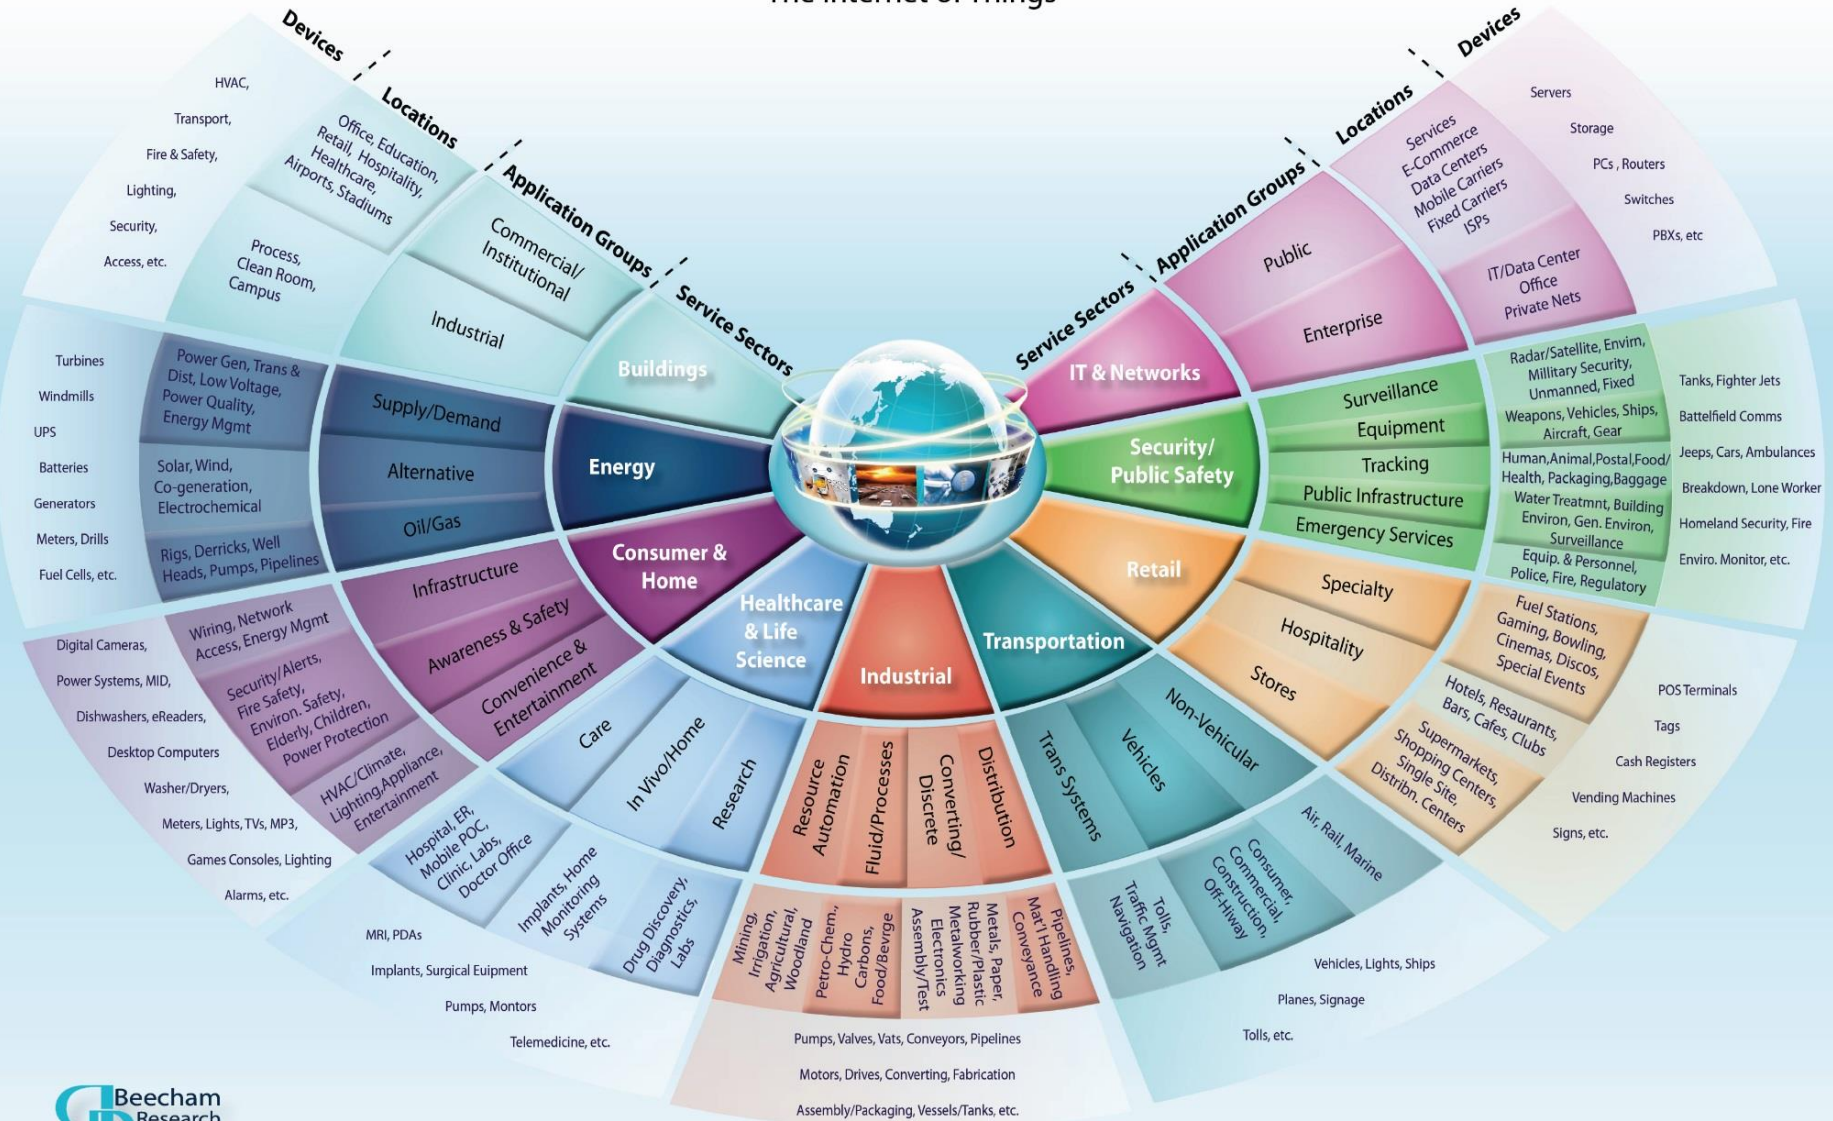 The Internet of Things
Devices
Locations
Application Groups
Service Sectors
HVAC,
Transport,
Fire & Safety,
Lighting,
Security,
Access, etc.
Office, Education,
Retail, Hospitality,
Healthcare,
Airports, Stadiums
Process,
Clean Room,
Campus
Commercial/
Institutional
Industrial
Buildings
Turbines
Windmills
UPS
Batteries
Generators
Meters, Drills
Fuel Cells, etc.
Power Gen, Trans &
Dist, Low Voltage,
Power Quality,
Energy Mgmt
Solar, Wind,
Co-generation,
Electrochemical
Rigs, Derricks, Well
Heads, Pumps, Pipelines
Supply/Demand
Alternative
Oil/Gas
Energy
Digital Cameras,
Power Systems, MID,
Dishwashers, eReaders,
Desktop Computers
Washer/Dryers,
Meters, Lights, TVs, MP3,
Games Consoles, Lighting
Alarms, etc.
Wiring, Network
Access, Energy Mgmt
Security/Alerts,
Fire Safety,
Environ. Safety,
Elderly, Children,
Power Protection
HVAC/Climate,
Lighting,Appliance,
Entertainment
Infrastructure
Awareness & Safety
Convenience &
Entertainment
Consumer &
Home
MRI, PDAs
Implants, Surgical Euipment
Pumps, Montors
Telemedicine, etc.
Hospital, ER,
Mobile POC,
Clinic, Labs,
Doctor Office
Implants, Home
Monitoring
Systems
Drug Discovery,
Diagnostics,
Labs
Care
In Vivo/Home
Research
Healthcare
& Life
Science
Industrial
Resource
Automation
Fluid/Processes
Converting/
Discrete
Distribution
Mining,
Irrigation,
Agricultural,
Woodland
Petro-Chem.,
Hydro
Carbons,
Food/Bevrge
Metals, Paper,
Rubber/Plastic
Metalworking
Electronics
Assembly/Test
Pipelines,
Mat'l Handling
Conveyance
Pumps, Valves, Vats, Conveyors, Pipelines
Motors, Drives, Converting, Fabrication
Assembly/Packaging, Vessels/Tanks, etc.
Transportation
Trans Systems
Vehicles
Non-Vehicular
Tolls,
Traffic Mgmt
Navigation
Consumer,
Commercial,
Construction,
Off-Hiway
Air, Rail, Marine
Vehicles, Lights, Ships
Planes, Signage
Tolls, etc.
Retail
Specialty
Hospitality
Stores
Fuel Stations,
Gaming, Bowling,
Cinemas, Discos,
Special Events
Hotels, Resaurants,
Bars, Cafes, Clubs
Supermarkets,
Shopping Centers,
Single Site,
Distribn. Centers
POS Terminals
Tags
Cash Registers
Vending Machines
Signs, etc.
Security/
Public Safety
Surveillance
Equipment
Tracking
Public Infrastructure
Emergency Services
Radar/Satellite, Envirn,
Millitary Security,
Unmanned, Fixed
Weapons, Vehicles, Ships,
Aircraft, Gear
Human,Animal,Postal,Food/
Health, Packaging,Baggage
Water Treatmnt, Building
Environ, Gen. Environ,
Surveillance
Equip. & Personnel,
Police, Fire, Regulatory
Tanks, Fighter Jets
Battelfield Comms
Jeeps, Cars, Ambulances
Breakdown, Lone Worker
Homeland Security, Fire
Enviro. Monitor, etc.
IT & Networks
Public
Enterprise
Services
E-Commerce
Data Centers
Mobile Carriers
Fixed Carriers
ISPs
IT/Data Center
Office
Private Nets
Servers
Storage
PCs , Routers
Switches
PBXs, etc
Service Sectors
Application Groups
Locations
Devices
Beecham
Research